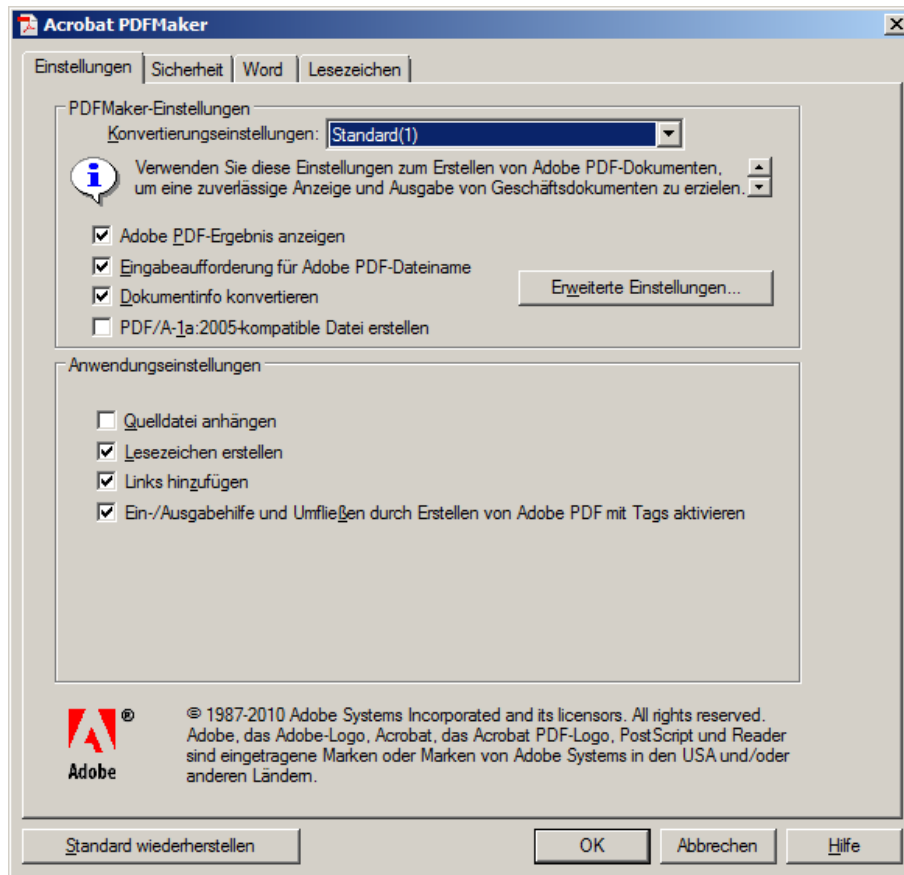 Acrobat PDFMaker
Einstellungen Sicherheit Word Lesezeichen
PDFMaker-Einstellungen
Konvertierungseinstellungen: Standard(1)
Verwenden Sie diese Einstellungen zum Erstellen von Adobe PDF-Dokumenten,
um eine zuverlässige Anzeige und Ausgabe von Geschäftsdokumenten zu erzielen.
Adobe PDF-Ergebnis anzeigen
Eingabeaufforderung für Adobe PDF-Dateiname
Dokumentinfo konvertieren
Erweiterte Einstellungen...
PDF/A-1a:2005-kompatible Datei erstellen
Anwendungseinstellungen
Quelldatei anhängen
Lesezeichen erstellen
Links hinzufügen
Ein-/Ausgabehilfe und Umfließen durch Erstellen von Adobe PDF mit Tags aktivieren
® © 1987-2010 Adobe Systems Incorporated and its licensors. All rights reserved.
Adobe, das Adobe-Logo, Acrobat, das Acrobat PDF-Logo, PostScript und Reader
sind eingetragene Marken oder Marken von Adobe Systems in den USA und/oder
Adobe anderen Ländern.
Standard wiederherstellen OK Abbrechen Hilfe